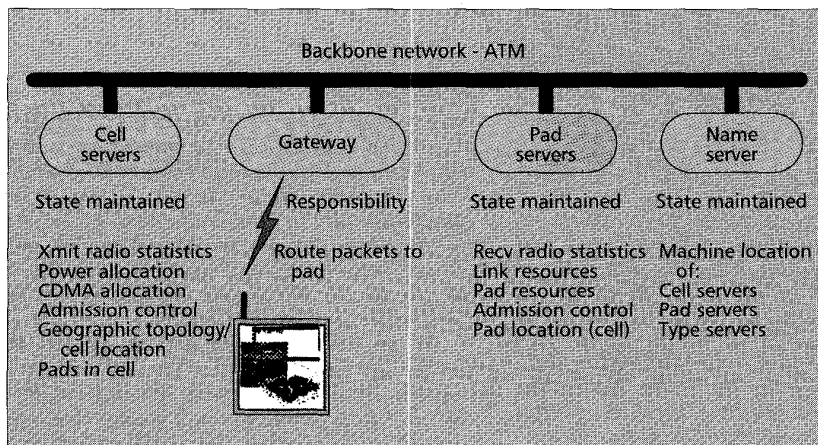 Backbone network - ATM
Cell
servers
State maintained
Xmit radio statistics
Power allocation
CDMA allocation
Admission control
Geographic topology/
cell location
Pads in cell
Gateway
Responsibility
Route packets to
pad
Pad
servers
State maintained
Recv radio statistics
Link resources
Pad resources
Admission control
Pad location (cell)
Name
server
State maintained
Machine location
of:
Cell servers
Pad servers
Type servers